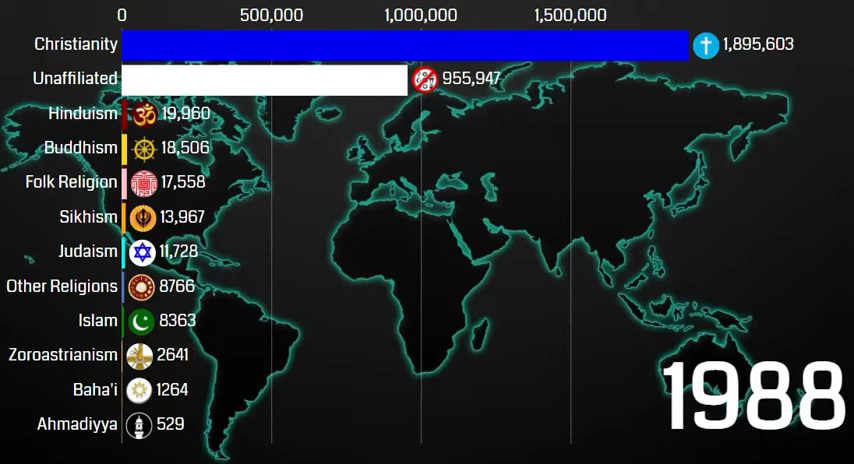 0 500,000 1,000,000 1,500,000
Christianity 1,895,603
Unaffiliated 955,947
Hinduism 19,960
Buddhism 18,506
Folk Religion 17,558
Sikhism 13,967
Judaism 11,728
Other Religions 8766
Islam 8363
Zoroastrianism 2641
Baha'i 1264
Ahmadiyya 529
1988